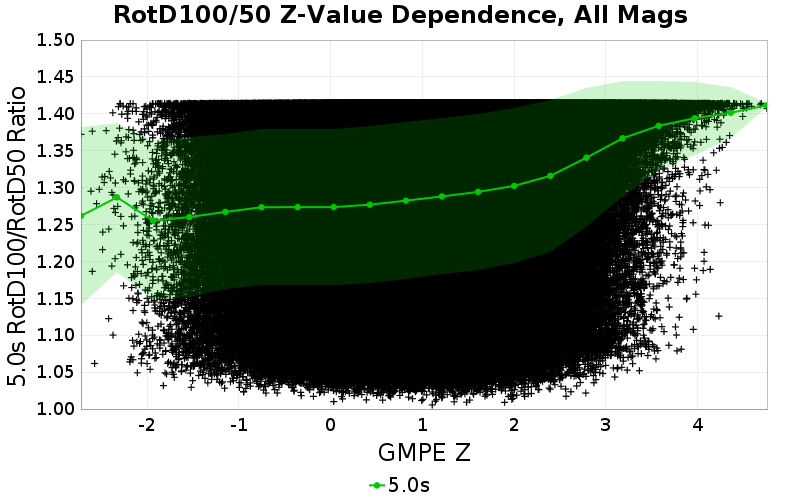 RotD100/50 Z-Value Dependence, All Mags
5.0s RotD100/RotD50 Ratio
1.50
1.45
1.40
1.35
1.30
1.25
1.20
1.15
1.10
1.05
1.00
-2 -1 0 1 2 3 4
GMPE Z
5.0s